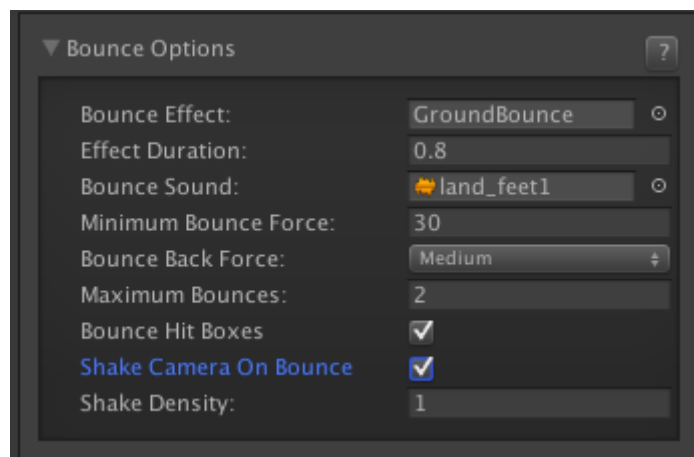 Bounce Options
?
Bounce Effect: GroundBounce
Effect Duration: 0.8
Bounce Sound: land_feet1
Minimum Bounce Force: 30
Bounce Back Force: Medium
Maximum Bounces: 2
Bounce Hit Boxes
Shake Camera On Bounce
Shake Density: 1